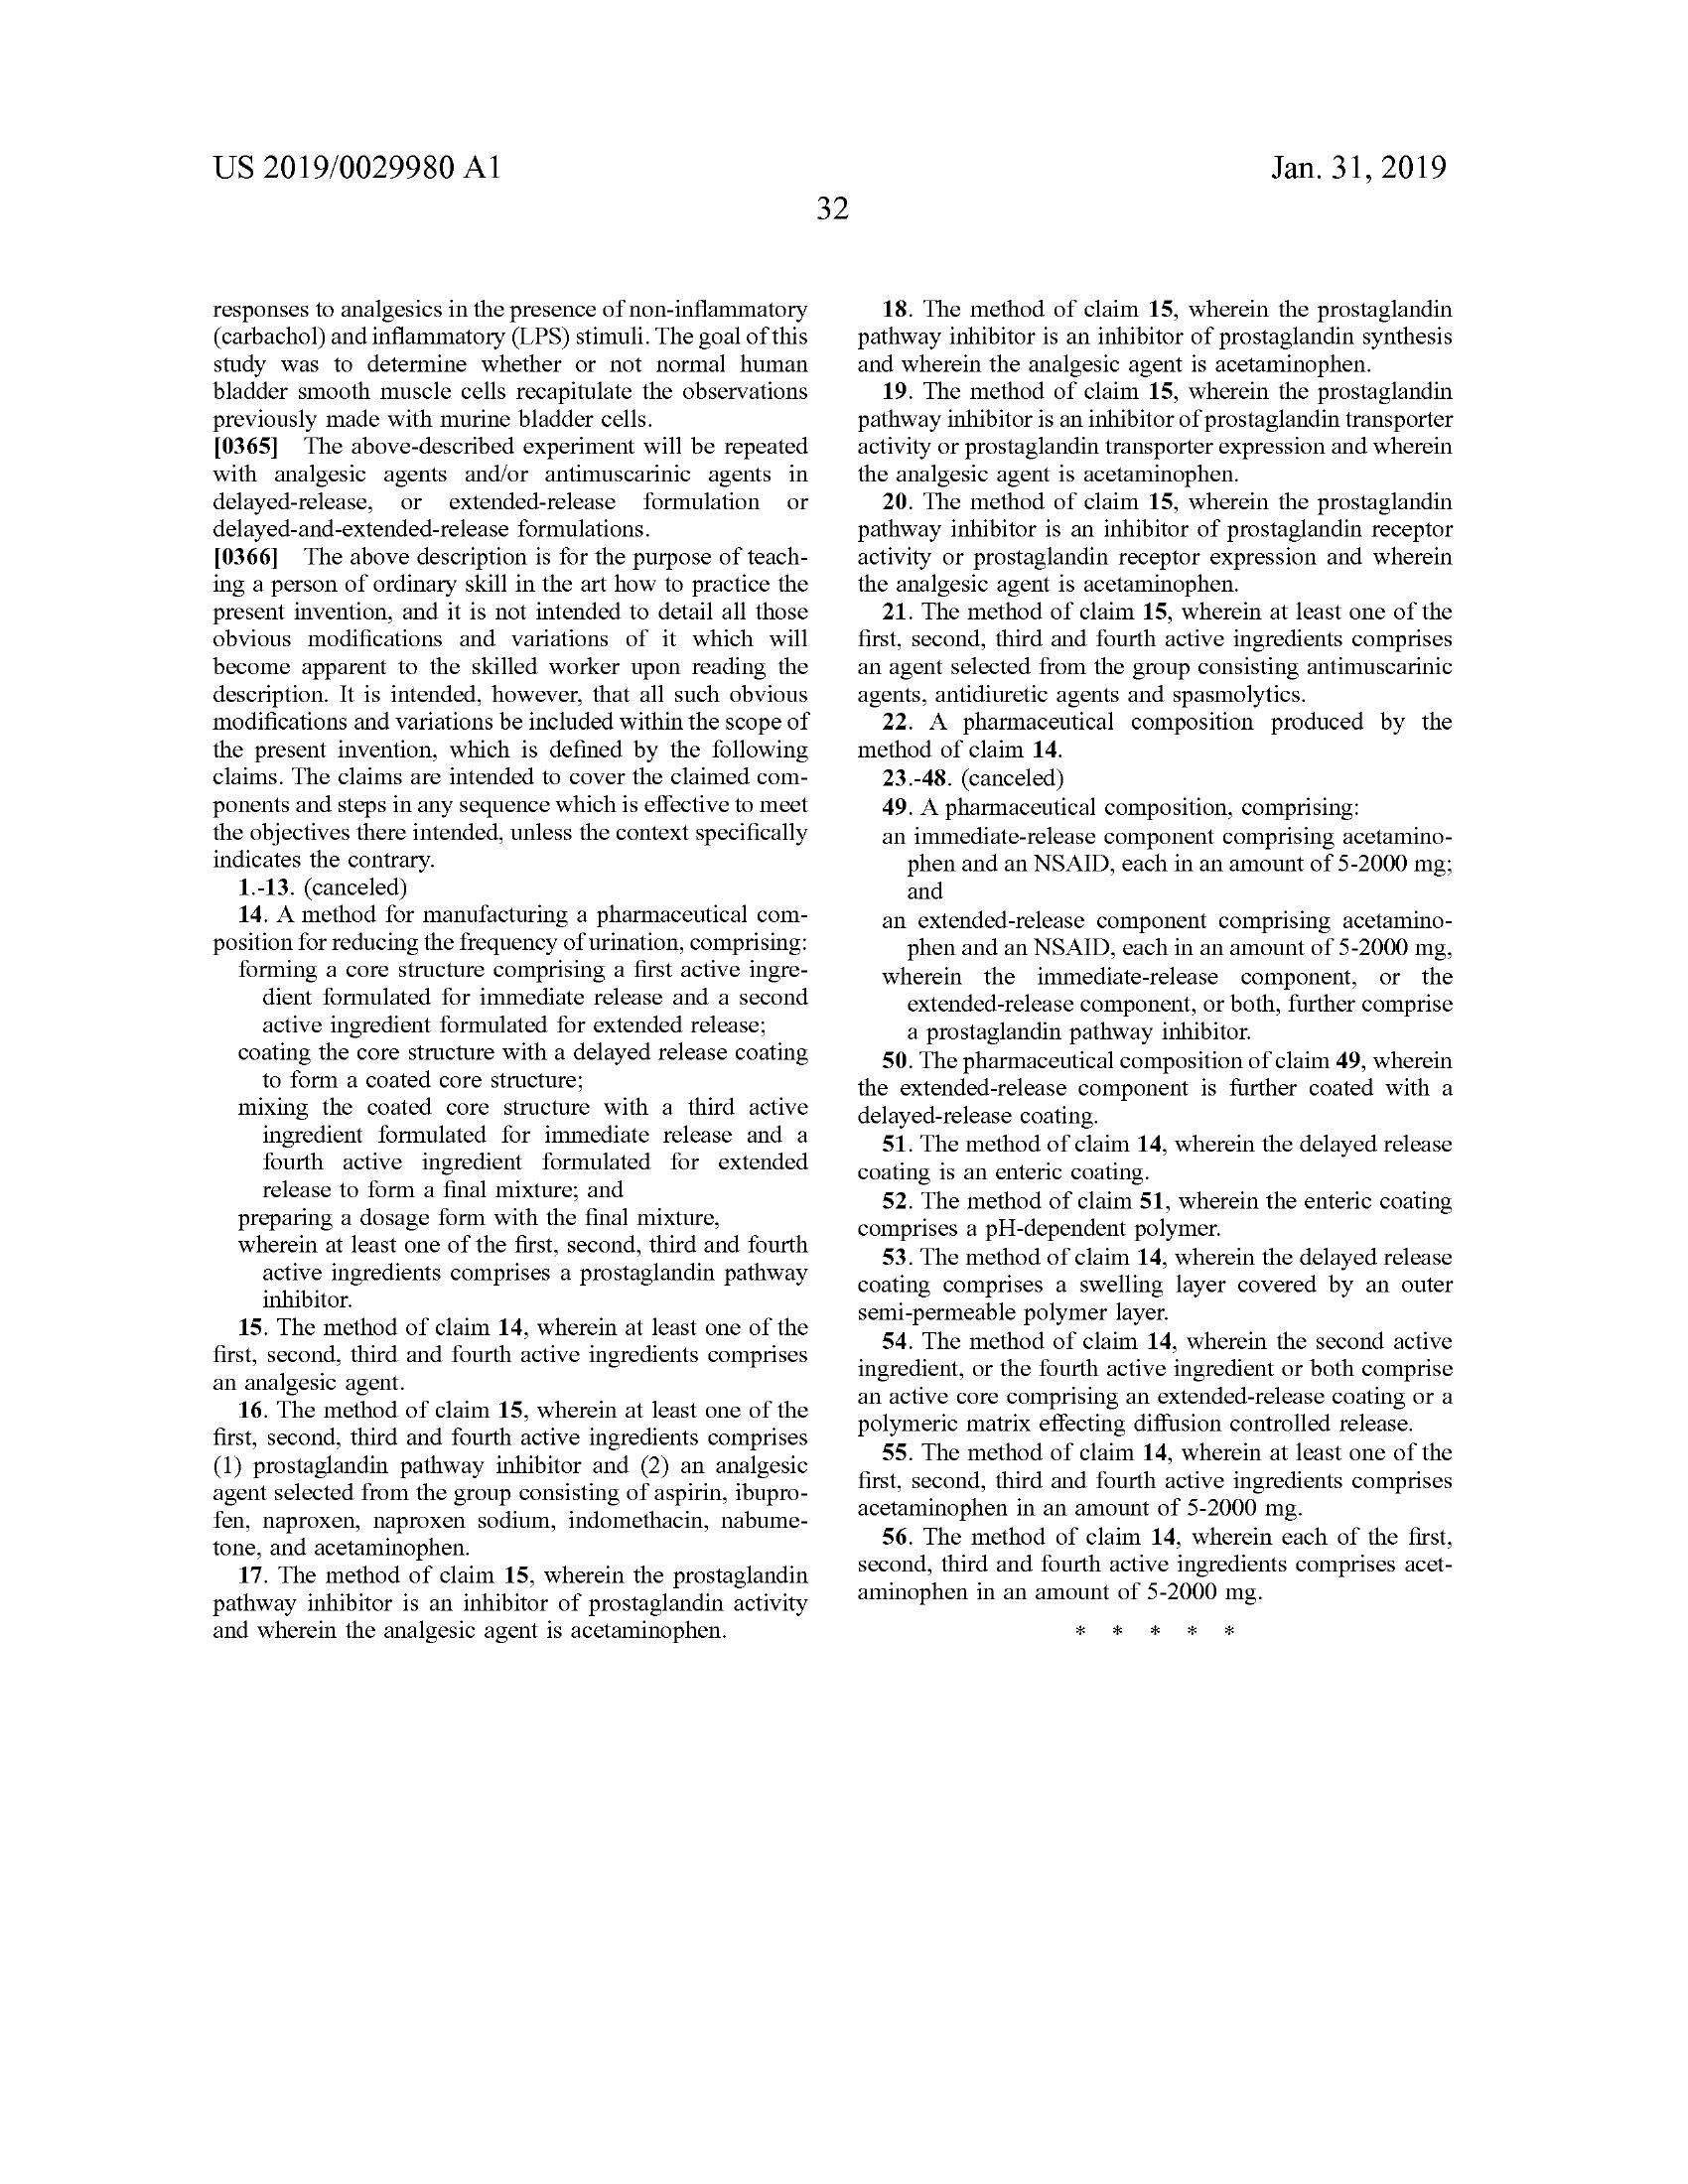 US 2019/0029980 A1
Jan. 31, 2019
32
responses to analgesics in the presence of non-inflammatory
(carbachol) and inflammatory (LPS) stimuli. The goal of this
study was to determine whether or not normal human
bladder smooth muscle cells recapitulate the observations
previously made with murine bladder cells.
[0365] The above-described experiment will be repeated
with analgesic agents and/or antimuscarinic agents in
delayed-release, or extended-release formulation or
delayed-and-extended-release formulations.
[0366] The above description is for the purpose of teach-
ing a person of ordinary skill in the art how to practice the
present invention, and it is not intended to detail all those
obvious modifications and variations of it which will
become apparent to the skilled worker upon reading the
description. It is intended, however, that all such obvious
modifications and variations be included within the scope of
the present invention, which is defined by the following
claims. The claims are intended to cover the claimed com-
ponents and steps in any sequence which is effective to meet
the objectives there intended, unless the context specifically
indicates the contrary.
1.-13. (canceled)
14. A method for manufacturing a pharmaceutical com-
position for reducing the frequency of urination, comprising:
forming a core structure comprising a first active ingre-
dient formulated for immediate release and a second
active ingredient formulated for extended release;
coating the core structure with a delayed release coating
to form a coated core structure;
mixing the coated core structure with a third active
ingredient formulated for immediate release and a
fourth active ingredient formulated for extended
release to form a final mixture; and
preparing a dosage form with the final mixture,
wherein at least one of the first, second, third and fourth
active ingredients comprises a prostaglandin pathway
inhibitor.
15. The method of claim 14, wherein at least one of the
first, second, third and fourth active ingredients comprises
an analgesic agent.
16. The method of claim 15, wherein at least one of the
first, second, third and fourth active ingredients comprises
(1) prostaglandin pathway inhibitor and (2) an analgesic
agent selected from the group consisting of aspirin, ibupro-
fen, naproxen, naproxen sodium, indomethacin, nabume-
tone, and acetaminophen.
17. The method of claim 15, wherein the prostaglandin
pathway inhibitor is an inhibitor of prostaglandin activity
and wherein the analgesic agent is acetaminophen.
18. The method of claim 15, wherein the prostaglandin
pathway inhibitor is an inhibitor of prostaglandin synthesis
and wherein the analgesic agent is acetaminophen.
19. The method of claim 15, wherein the prostaglandin
pathway inhibitor is an inhibitor of prostaglandin transporter
activity or prostaglandin transporter expression and wherein
the analgesic agent is acetaminophen.
20. The method of claim 15, wherein the prostaglandin
pathway inhibitor is an inhibitor of prostaglandin receptor
activity or prostaglandin receptor expression and wherein
the analgesic agent is acetaminophen.
21. The method of claim 15, wherein at least one of the
first, second, third and fourth active ingredients comprises
an agent selected from the group consisting antimuscarinic
agents, antidiuretic agents and spasmolytics.
22. A pharmaceutical composition produced by the
method of claim 14.
23.-48. (canceled)
49. A pharmaceutical composition, comprising:
an immediate-release component comprising acetamino-
phen and an NSAID, each in an amount of 5-2000 mg;
and
an extended-release component comprising acetamino-
phen and an NSAID, each in an amount of 5-2000 mg,
wherein the immediate-release component, or the
extended-release component, or both, further comprise
a prostaglandin pathway inhibitor.
50. The pharmaceutical composition of claim 49, wherein
the extended-release component is further coated with a
delayed-release coating.
51. The method of claim 14, wherein the delayed release
coating is an enteric coating.
52. The method of claim 51, wherein the enteric coating
comprises a pH-dependent polymer.
53. The method of claim 14, wherein the delayed release
coating comprises a swelling layer covered by an outer
semi-permeable polymer layer.
54. The method of claim 14, wherein the second active
ingredient, or the fourth active ingredient or both comprise
an active core comprising an extended-release coating or a
polymeric matrix effecting diffusion controlled release.
55. The method of claim 14, wherein at least one of the
first, second, third and fourth active ingredients comprises
acetaminophen in an amount of 5-2000 mg.
56. The method of claim 14, wherein each of the first,
second, third and fourth active ingredients comprises acet-
aminophen in an amount of 5-2000 mg.
* * * * *